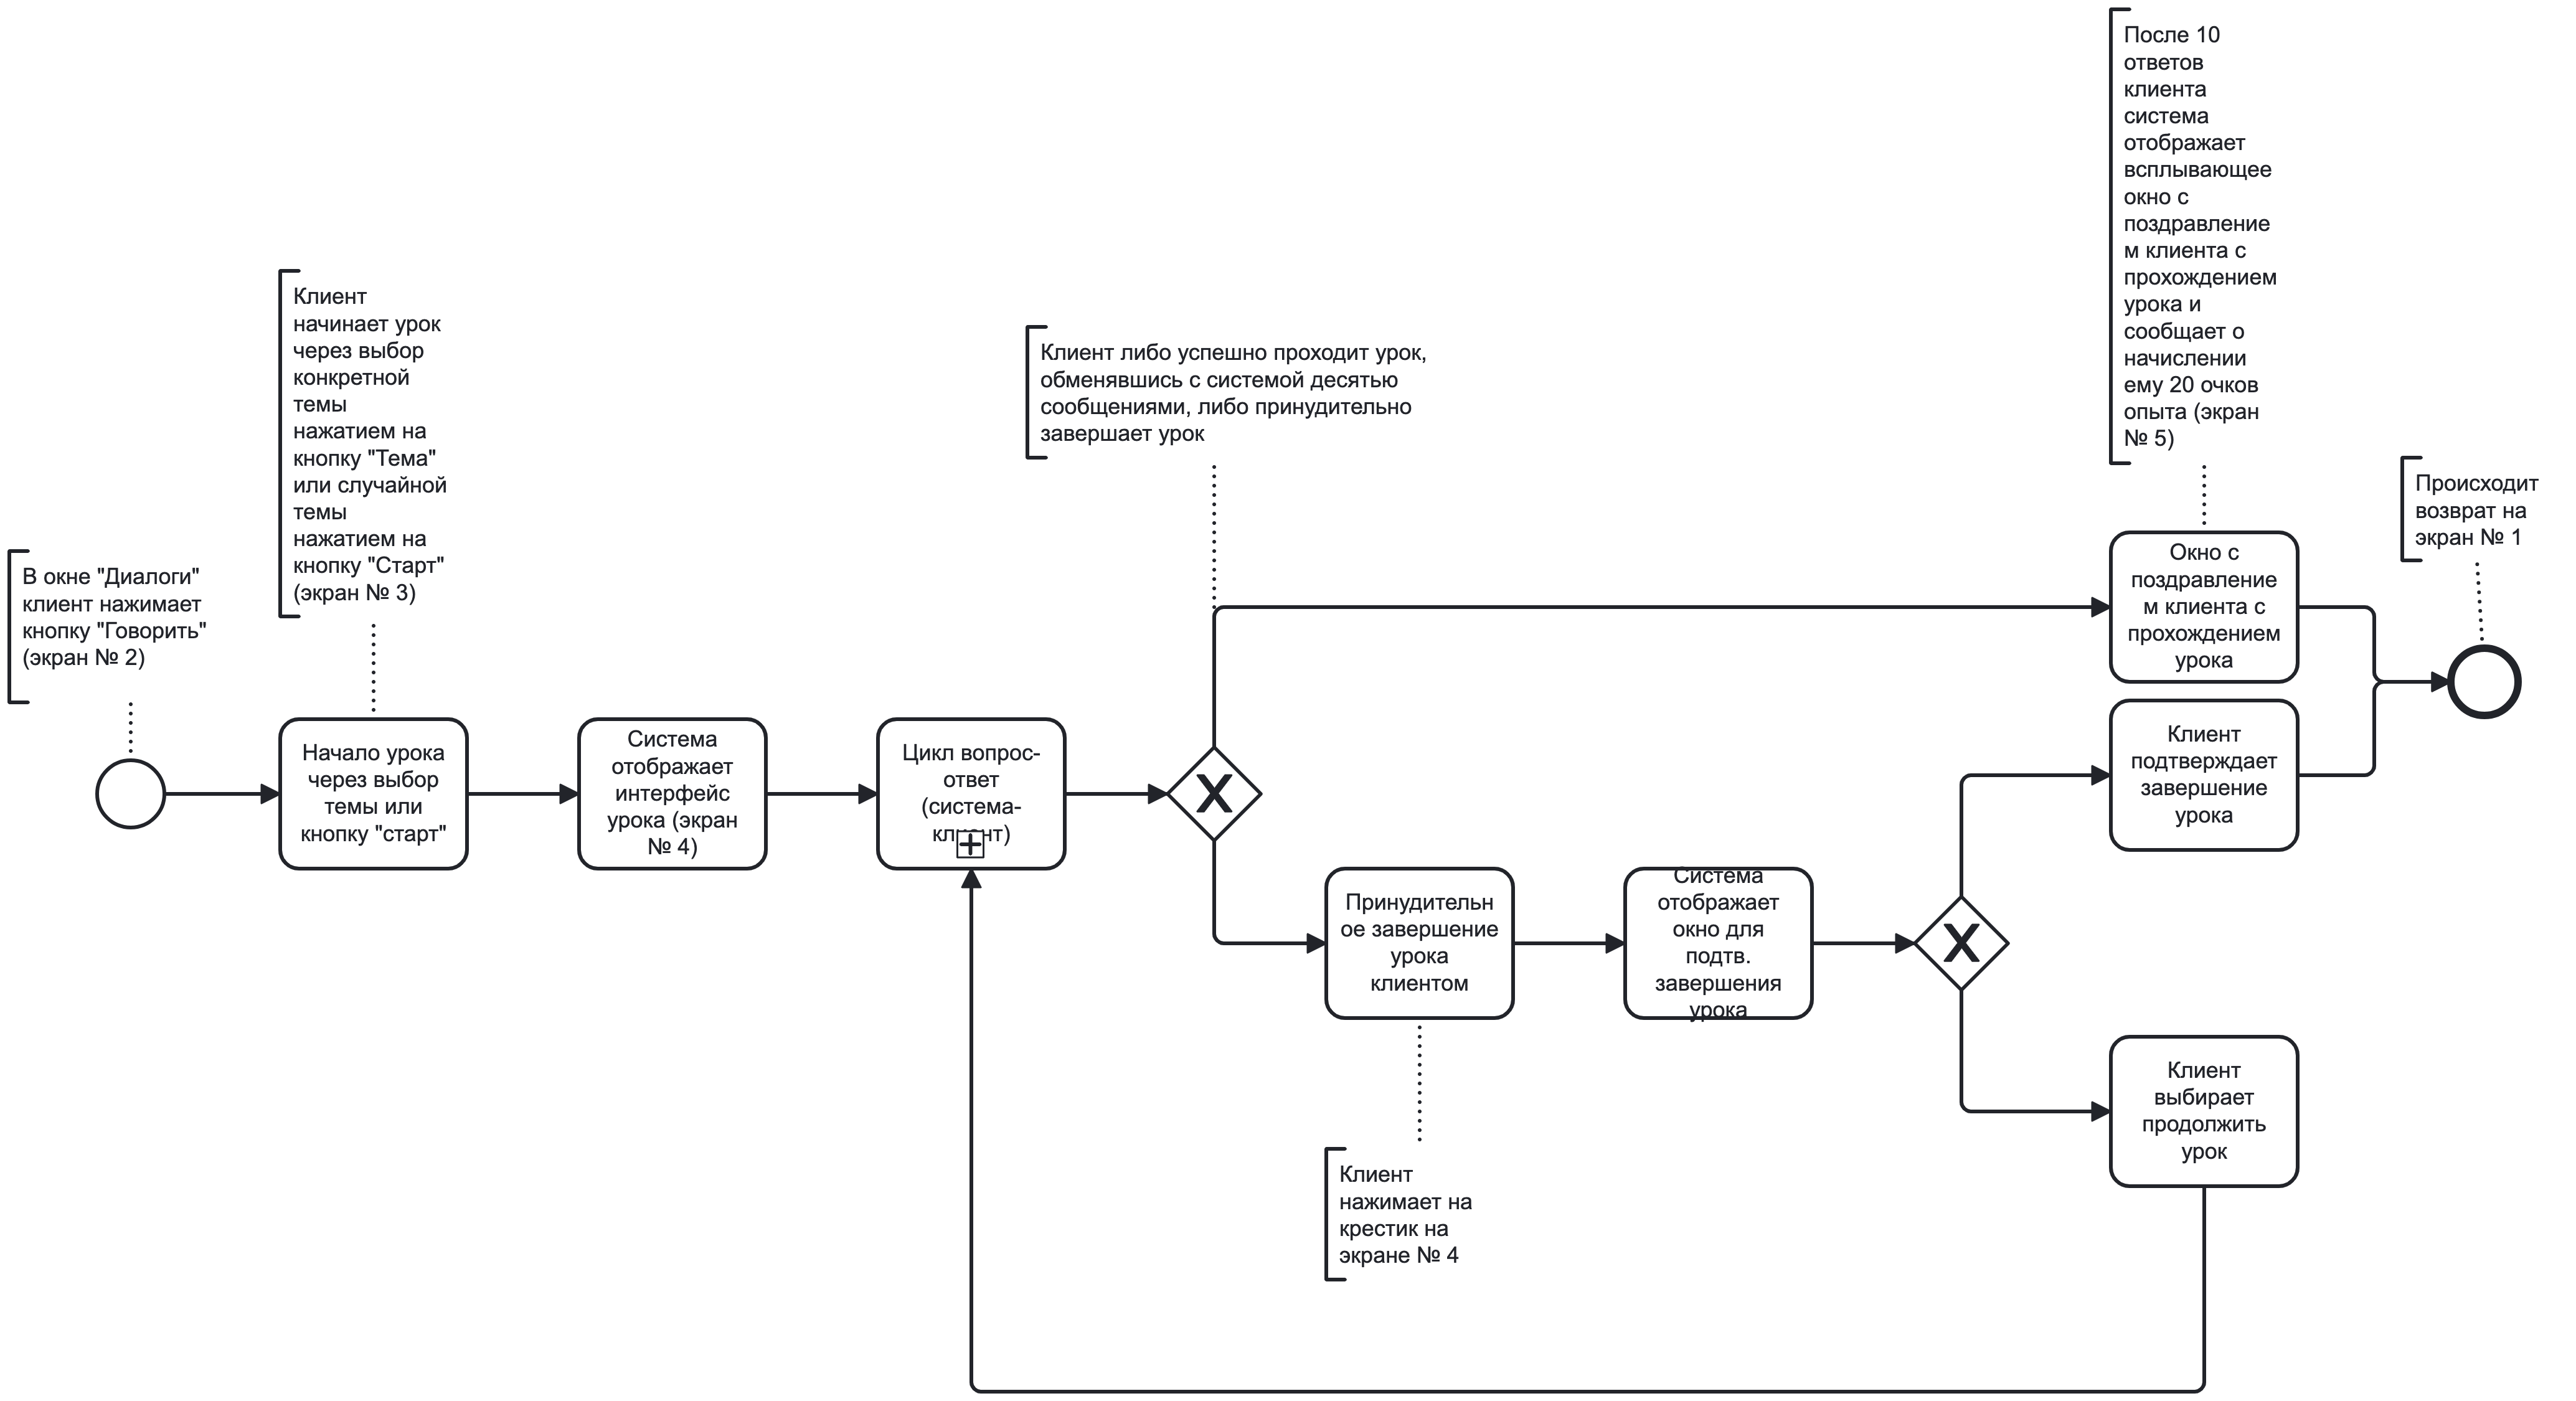 В окне "Диалоги"
клиент нажимает
кнопку "Говорить"
(экран № 2)
Клиент
начинает урок
через выбор
конкретной
темы
нажатием на
кнопку "Тема"
или случайной
темы
нажатием на
кнопку "Старт"
(экран № 3)
Начало урока
через выбор
темы или
кнопку "старт"
Система
отображает
интерфейс
урока (экран
№ 4)
Цикл вопрос-
ответ
(система-
клиент)
Клиент либо успешно проходит урок,
обменявшись с системой десятью
сообщениями, либо принудительно
завершает урок
X
После 10
ответов
клиента
система
отображает
всплывающее
окно с
поздравление
м клиента с
прохождением
урока и
сообщает о
начислении
ему 20 очков
опыта (экран
№ 5)
Окно с
поздравление
м клиента с
прохождением
урока
Происходит
возврат на
экран № 1
Принудительн
ое завершение
урока
клиентом
Клиент
нажимает на
крестик на
экране № 4
Система
отображает
окно для
подтв.
завершения
урока
X
Клиент
подтверждает
завершение
урока
Клиент
выбирает
продолжить
урок